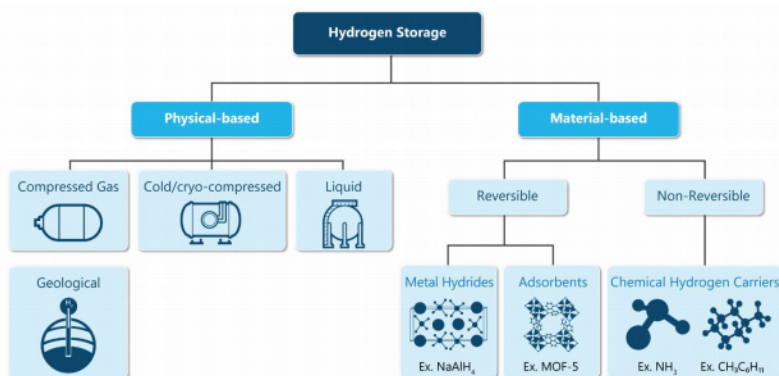 Hydrogen Storage
Physical-based
Material-based
Compressed Gas
Cold/cryo-compressed
Liquid
Reversible
Non-Reversible
Geological
H₂
Metal Hydrides
Adsorbents
Chemical Hydrogen Carriers
Ex. NaAlH₄
Ex. MOF-5
Ex. NH₃
Ex. CH₃C₆H₁₁